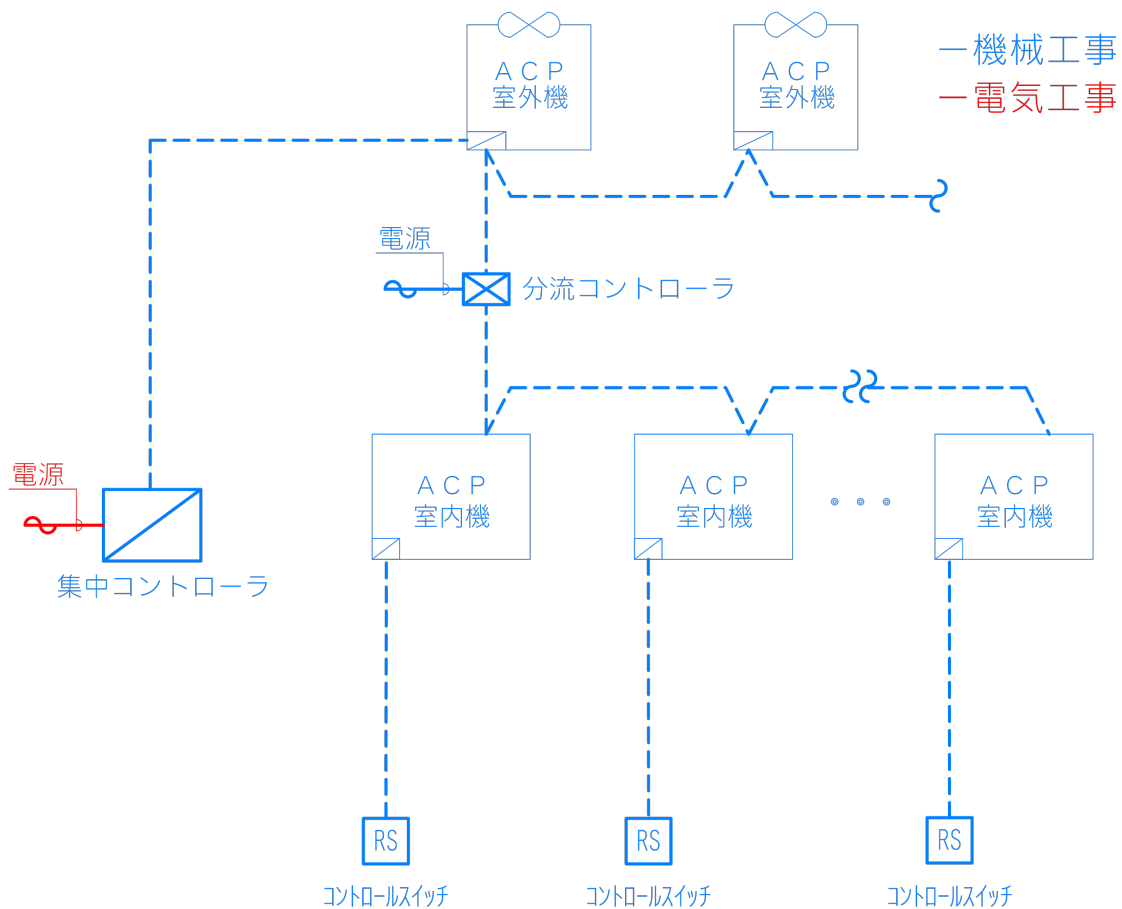 ACP
室外機
ACP
室外機
一機械工事
一電気工事
電源
分流コントローラ
電源
集中コントローラ
ACP
室内機
ACP
室内機
ACP
室内機
RS
RS
RS
コントロールスイッチ
コントロールスイッチ
コントロールスイッチ